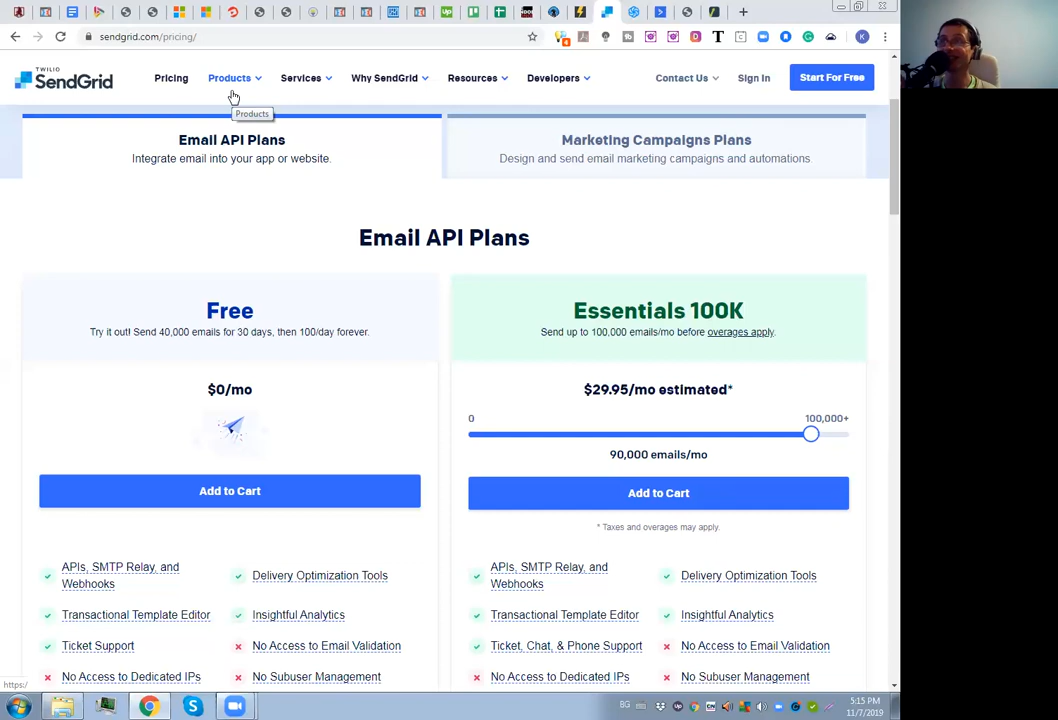 sendgrid.com/pricing/
TWILIO
SendGrid
Pricing
Products
Services
Why SendGrid
Resources
Developers
Contact Us
Sign In
Start For Free
Products
Email API Plans
Integrate email into your app or website.
Marketing Campaigns Plans
Design and send email marketing campaigns and automations.
Email API Plans
Free
Try it out! Send 40,000 emails for 30 days, then 100/day forever.
$0/mo
Add to Cart
APIs, SMTP Relay, and
Webhooks
Delivery Optimization Tools
Transactional Template Editor
Insightful Analytics
Ticket Support
No Access to Email Validation
No Access to Dedicated IPs
No Subuser Management
Essentials 100K
Send up to 100,000 emails/mo before overages apply.
$29.95/mo estimated*
0
100,000+
90,000 emails/mo
Add to Cart
* Taxes and overages may apply.
APIs, SMTP Relay, and
Webhooks
Delivery Optimization Tools
Transactional Template Editor
Insightful Analytics
Ticket, Chat, & Phone Support
No Access to Email Validation
No Access to Dedicated IPs
No Subuser Management
https:/
BG
5:15 PM
11/7/2019